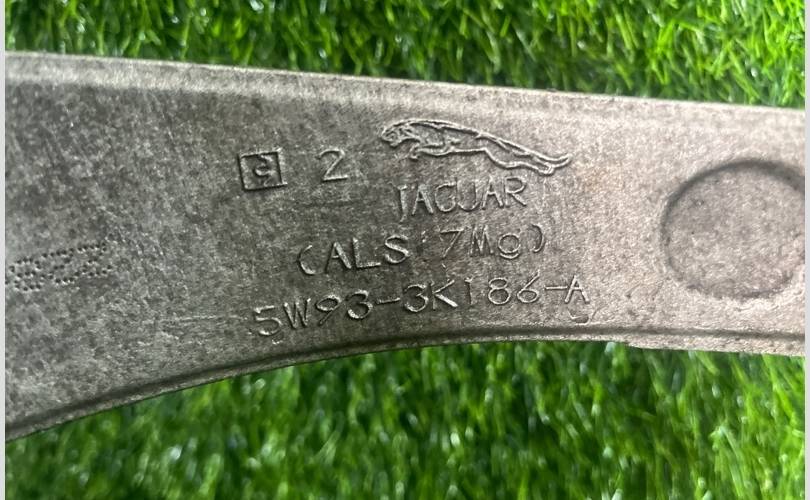 c 2
JAGUAR
(ALSi7Mg)
5W93-3K186-A